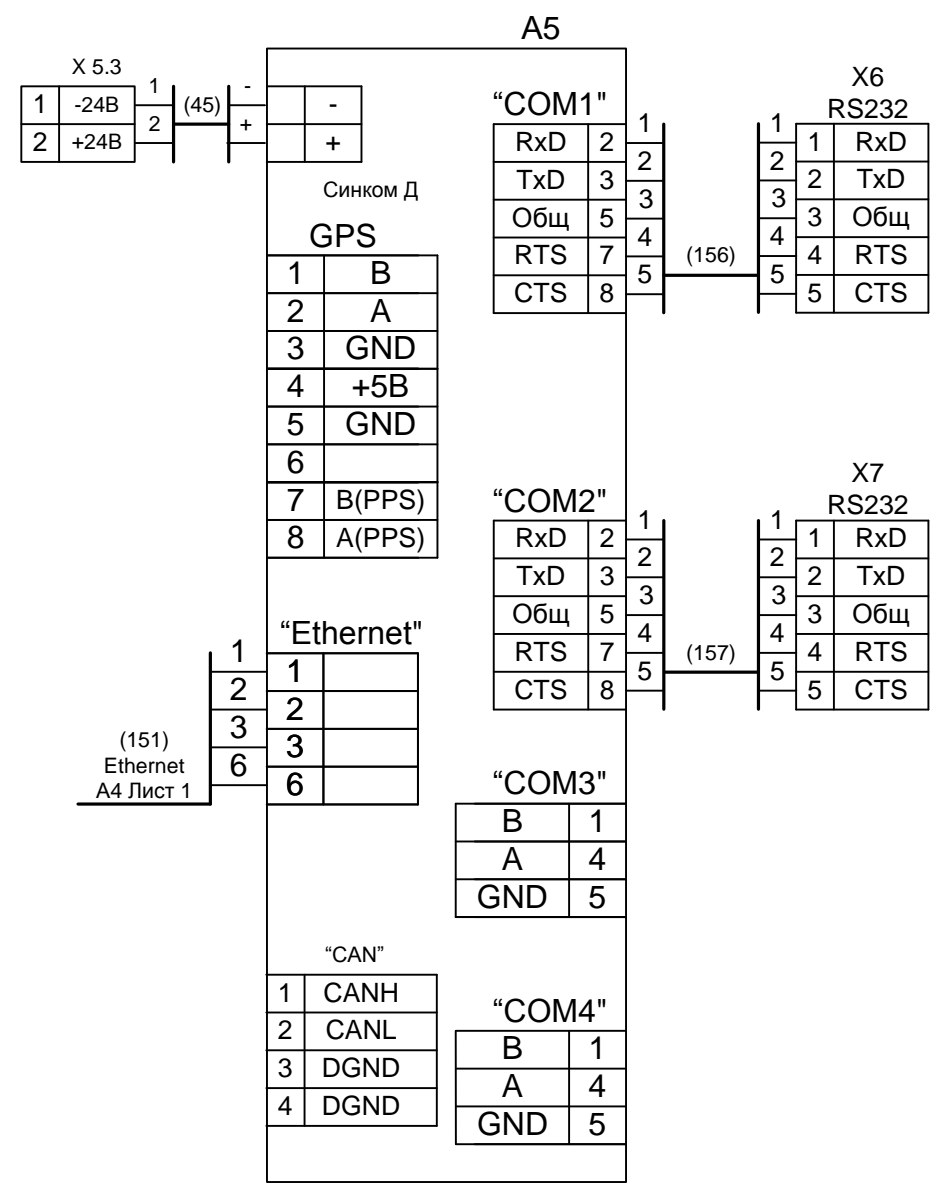 A5
X 5.3
1 -24В 1 (45) - -
2 +24В 2 + +
Синком Д
GPS
1 B
2 A
3 GND
4 +5В
5 GND
6
7 B(PPS)
8 A(PPS)
“Ethernet"
1 1
2 2
3 3
6 6
(151)
Ethernet
А4 Лист 1
“CAN”
1 CANH
2 CANL
3 DGND
4 DGND
“COM1"
RxD 2 1
TxD 3 2
Общ 5 3
RTS 7 4
CTS 8 5
(156)
X6
RS232
1 1 RxD
2 2 TxD
3 3 Общ
4 4 RTS
5 5 CTS
“COM2"
RxD 2 1
TxD 3 2
Общ 5 3
RTS 7 4
CTS 8 5
(157)
X7
RS232
1 1 RxD
2 2 TxD
3 3 Общ
4 4 RTS
5 5 CTS
“COM3"
B 1
A 4
GND 5
“COM4"
B 1
A 4
GND 5